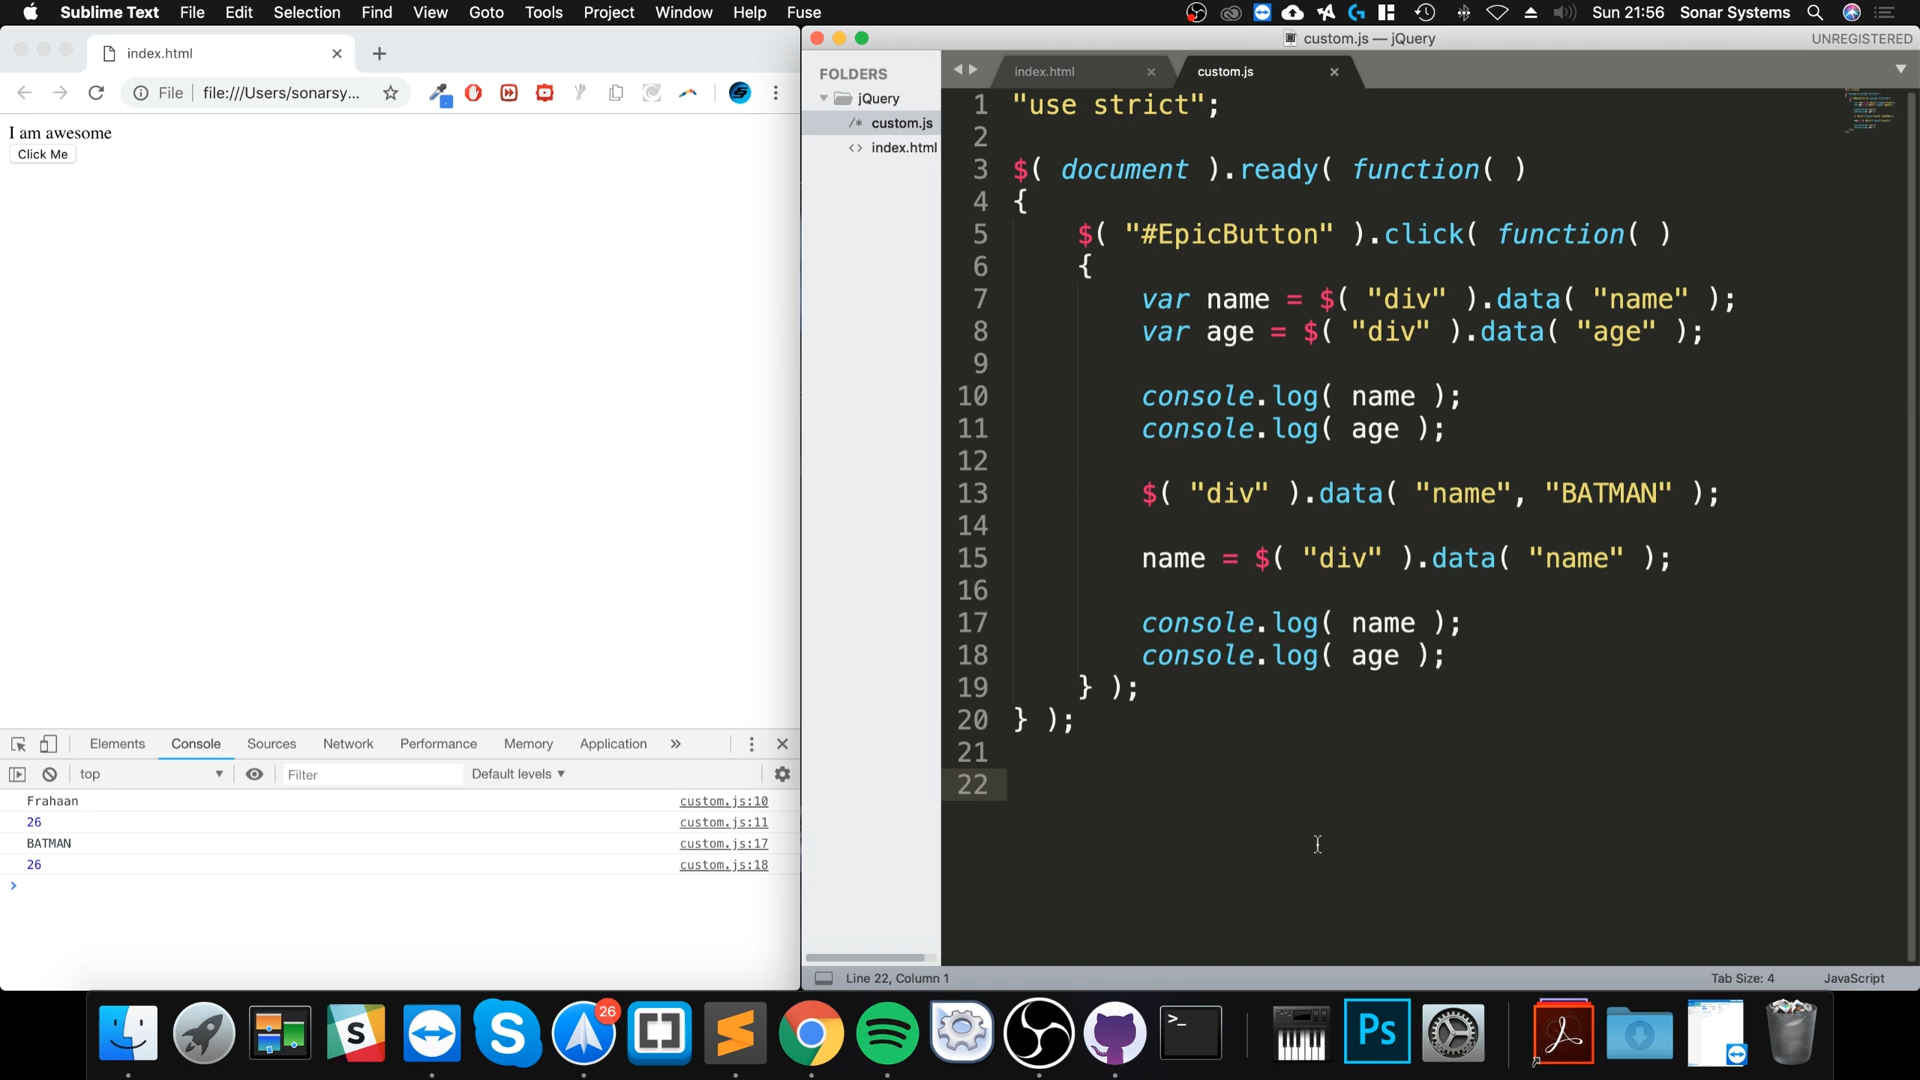 Sublime Text File Edit Selection Find View Goto Tools Project Window Help Fuse Sun 21:56 Sonar Systems
index.html
File file:///Users/sonarsy...
I am awesome
Click Me
Elements Console Sources Network Performance Memory Application »
top Filter Default levels
Frahaan custom.js:10
26 custom.js:11
BATMAN custom.js:17
26 custom.js:18
custom.js — jQuery UNREGISTERED
FOLDERS
jQuery
/* custom.js
<> index.html
index.html custom.js
1 "use strict";
2
3 $( document ).ready( function( )
4 {
5 $( "#EpicButton" ).click( function( )
6 {
7 var name = $( "div" ).data( "name" );
8 var age = $( "div" ).data( "age" );
9
10 console.log( name );
11 console.log( age );
12
13 $( "div" ).data( "name", "BATMAN" );
14
15 name = $( "div" ).data( "name" );
16
17 console.log( name );
18 console.log( age );
19 } );
20 } );
21
22
Line 22, Column 1 Tab Size: 4 JavaScript
26
Ps